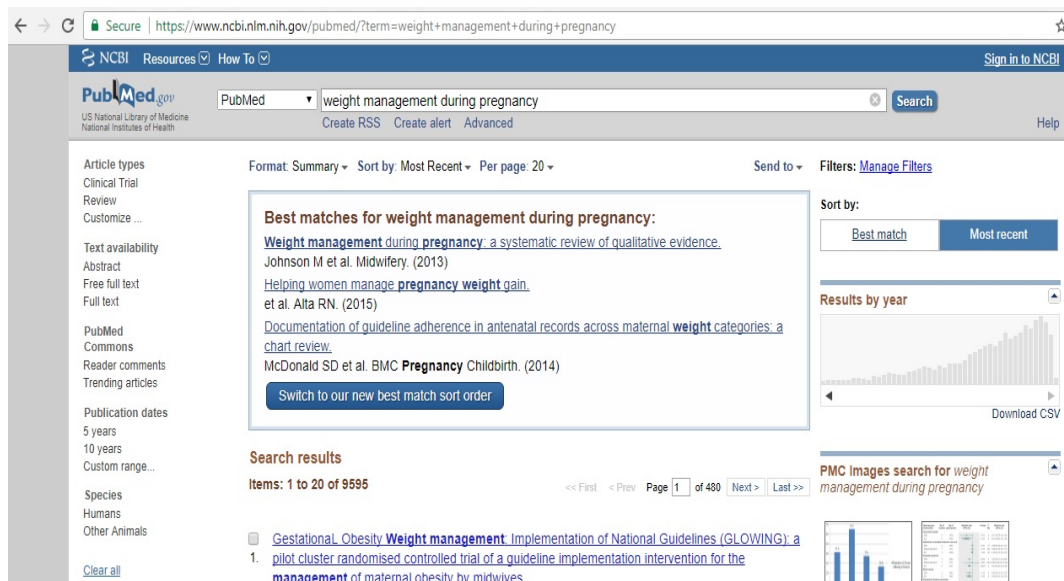 Secure | https://www.ncbi.nlm.nih.gov/pubmed/?term=weight+management+during+pregnancy
NCBI Resources How To Sign in to NCBI
PubMed.gov
US National Library of Medicine
National Institutes of Health
PubMed weight management during pregnancy Search
Create RSS Create alert Advanced
Help
Article types
Clinical Trial
Review
Customize ...
Text availability
Abstract
Free full text
Full text
PubMed
Commons
Reader comments
Trending articles
Publication dates
5 years
10 years
Custom range...
Species
Humans
Other Animals
Clear all
Format: Summary Sort by: Most Recent Per page: 20 Send to
Best matches for weight management during pregnancy:
Weight management during pregnancy: a systematic review of qualitative evidence.
Johnson M et al. Midwifery. (2013)
Helping women manage pregnancy weight gain.
et al. Alta RN. (2015)
Documentation of guideline adherence in antenatal records across maternal weight categories: a
chart review.
McDonald SD et al. BMC Pregnancy Childbirth. (2014)
Switch to our new best match sort order
Search results
Items: 1 to 20 of 9595
<< First < Prev Page 1 of 480 Next > Last >>
GestationaL Obesity Weight management: Implementation of National Guidelines (GLOWING): a
1. pilot cluster randomised controlled trial of a guideline implementation intervention for the
management of maternal obesity by midwives
Filters: Manage Filters
Sort by:
Best match Most recent
Results by year
Download CSV
PMC Images search for weight
management during pregnancy